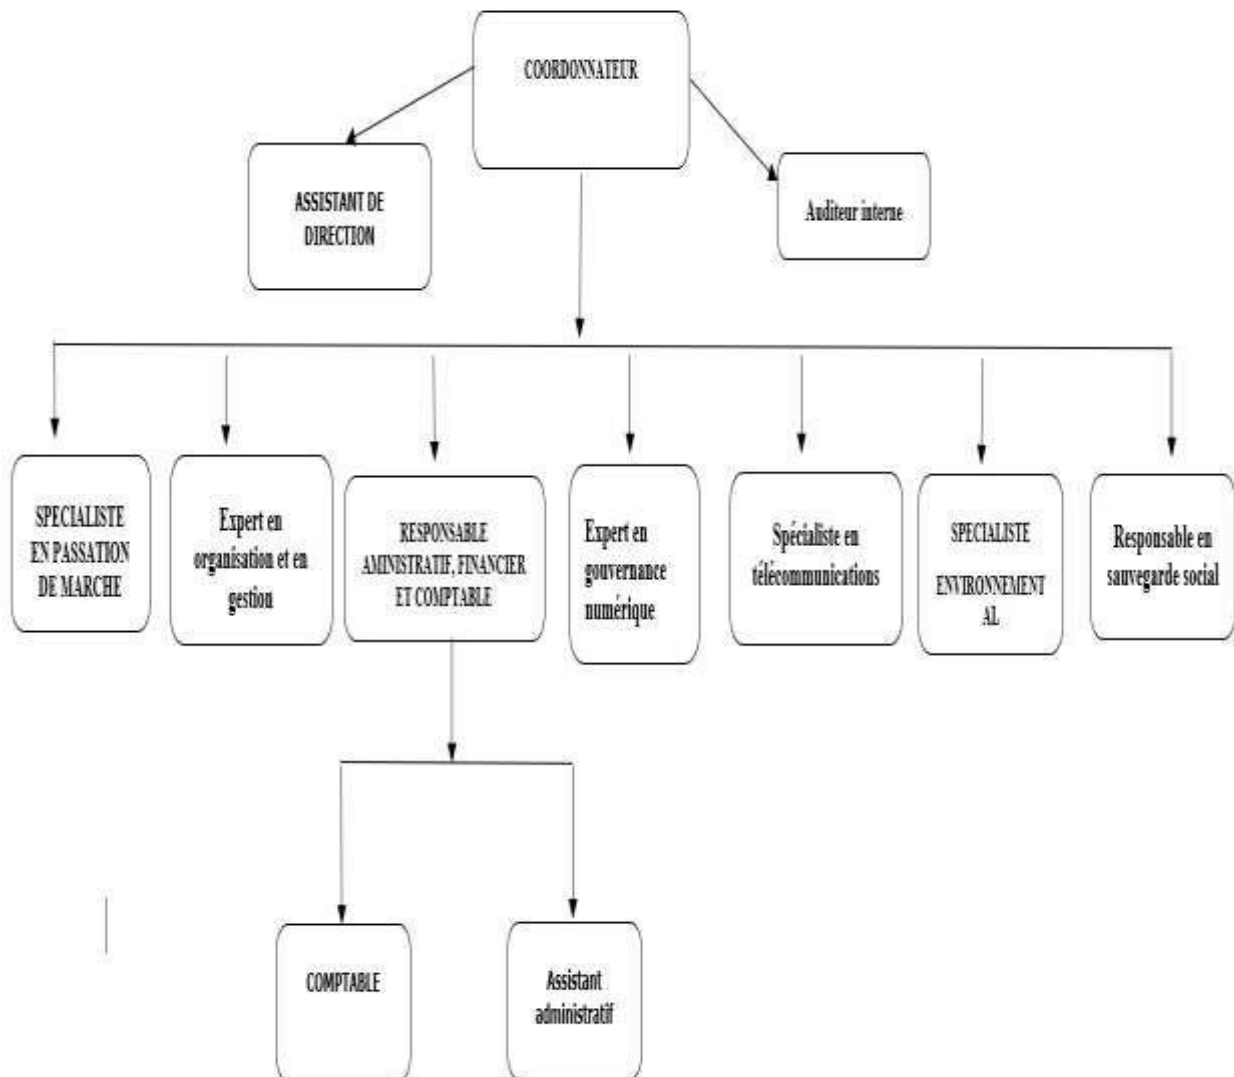 COORDONNATEUR
ASSISTANT DE
DIRECTION
Auditeur interne
SPECIALISTE
EN PASSATION
DE MARCHE
Expert en
organisation et en
gestion
RESPONSABLE
AMINISTRATIF, FINANCIER
ET COMPTABLE
Expert en
gouvernance
numérique
Spécialiste en
télécommunications
SPECIALISTE
ENVIRONNEMENT
AL
Responsable en
sauvegarde social
COMPTABLE
Assistant
administratif